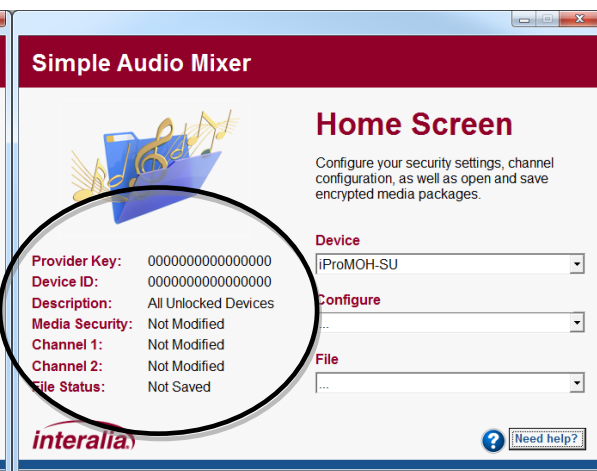 Simple Audio Mixer
Home Screen
Configure your security settings, channel
configuration, as well as open and save
encrypted media packages.
Provider Key: 0000000000000000
Device ID: 0000000000000000
Description: All Unlocked Devices
Media Security: Not Modified
Channel 1: Not Modified
Channel 2: Not Modified
File Status: Not Saved
Device
iProMOH-SU
Configure
...
File
...
interalia
? Need help?